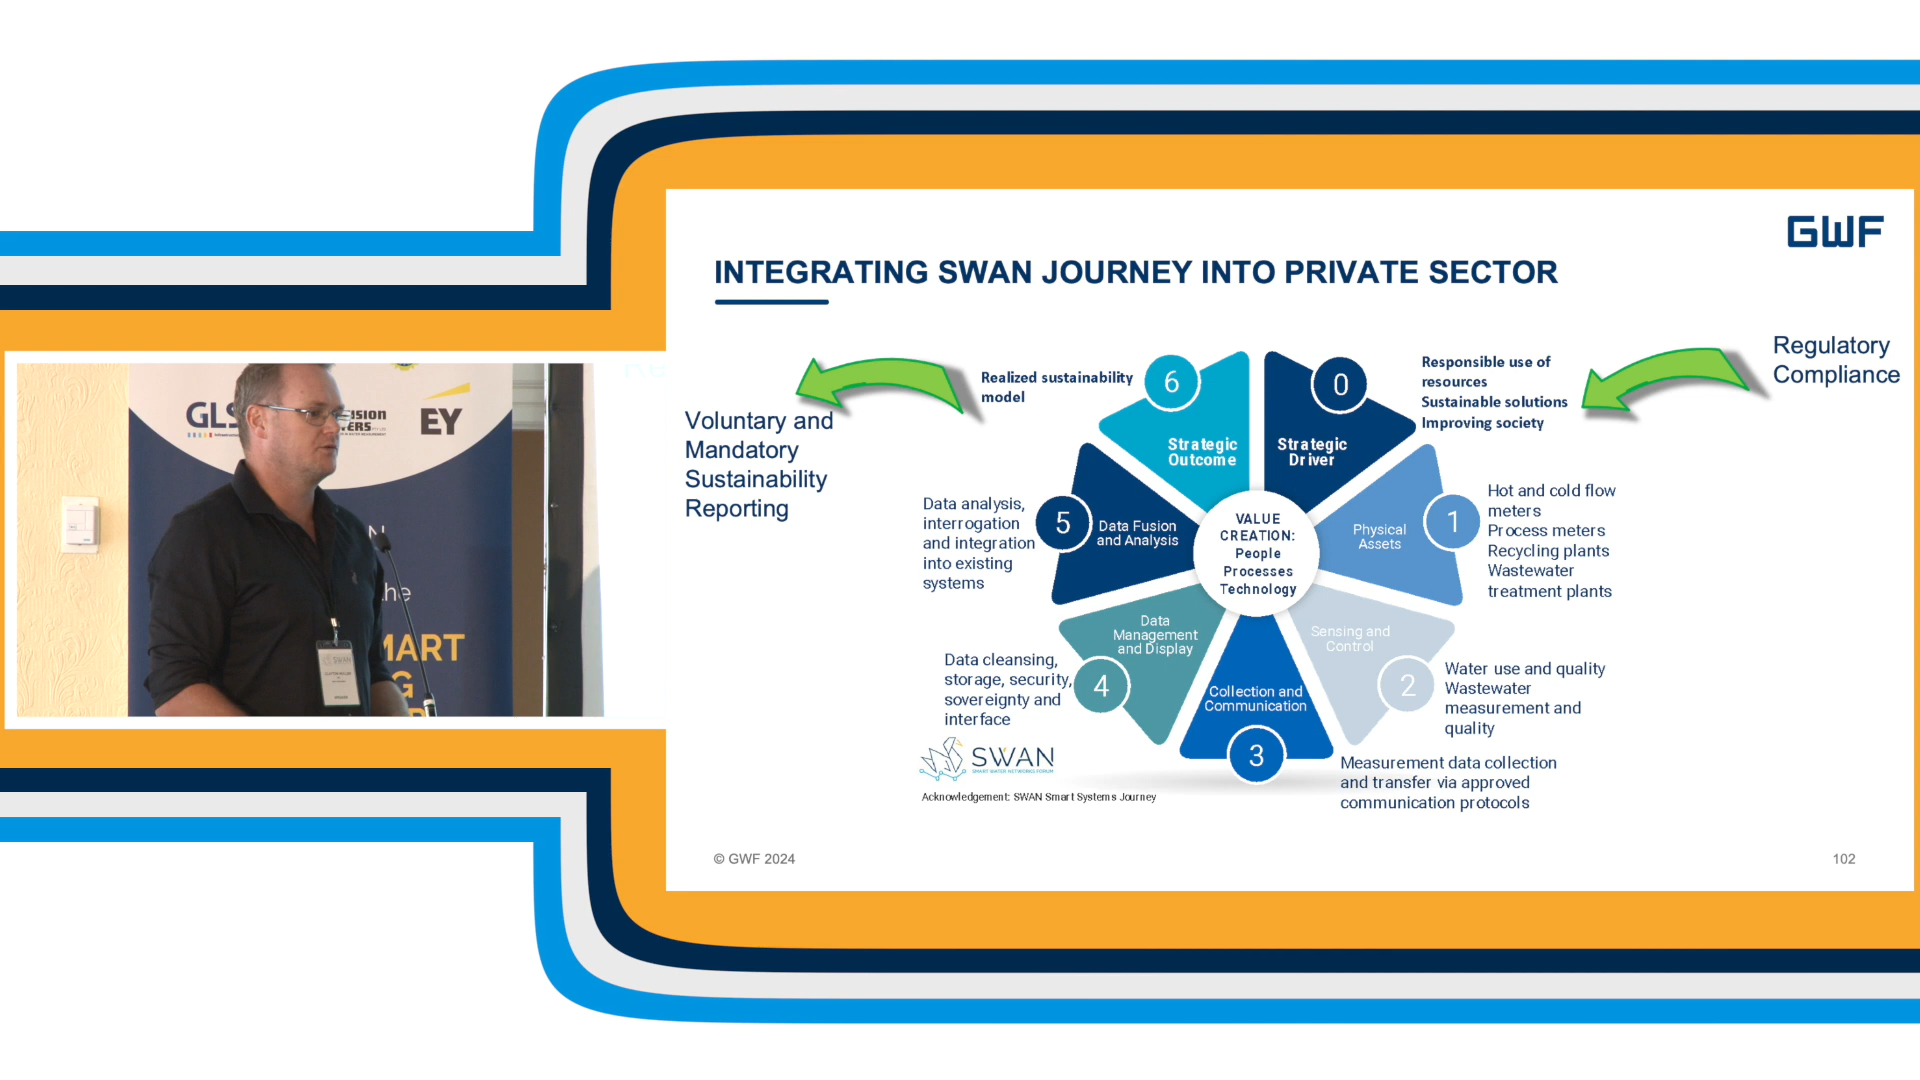 GWF
INTEGRATING SWAN JOURNEY INTO PRIVATE SECTOR
Regulatory
Compliance
Responsible use of
resources
Sustainable solutions
Improving society
0
Strategic
Driver
6
Strategic
Outcome
Realized sustainability
model
Voluntary and
Mandatory
Sustainability
Reporting
Hot and cold flow
meters
Process meters
Recycling plants
Wastewater
treatment plants
1
Physical
Assets
VALUE
CREATION:
People
Processes
Technology
5
Data Fusion
and Analysis
Data analysis,
interrogation
and integration
into existing
systems
Sensing and
Control
2
Water use and quality
Wastewater
measurement and
quality
Data
Management
and Display
4
Data cleansing,
storage, security,
sovereignty and
interface
Collection and
Communication
3
Measurement data collection
and transfer via approved
communication protocols
SWAN
SMART WATER NETWORKS FORUM
Acknowledgement: SWAN Smart Systems Journey
© GWF 2024
102
GLS
EY
SWAN